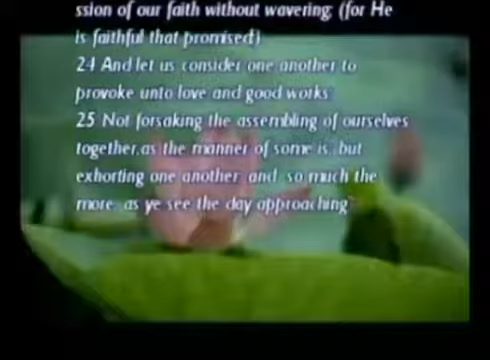 ssion of our faith without wavering; (for He
is faithful that promised;)
24 And let us consider one another to
provoke unto love and good works:
25 Not forsaking the assembling of ourselves
together, as the manner of some is; but
exhorting one another: and so much the
more, as ye see the day approaching